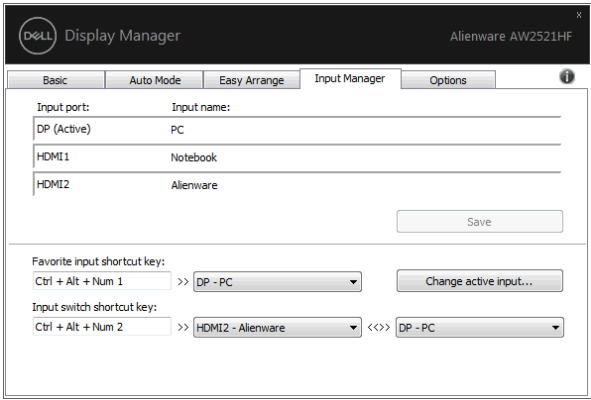 x
DELL Display Manager Alienware AW2521HF
Basic Auto Mode Easy Arrange Input Manager Options i
Input port: Input name:
DP (Active) PC
HDMI1 Notebook
HDMI2 Alienware
Save
Favorite input shortcut key:
Ctrl + Alt + Num 1 >> DP - PC Change active input...
Input switch shortcut key:
Ctrl + Alt + Num 2 >> HDMI2 - Alienware <<>> DP - PC